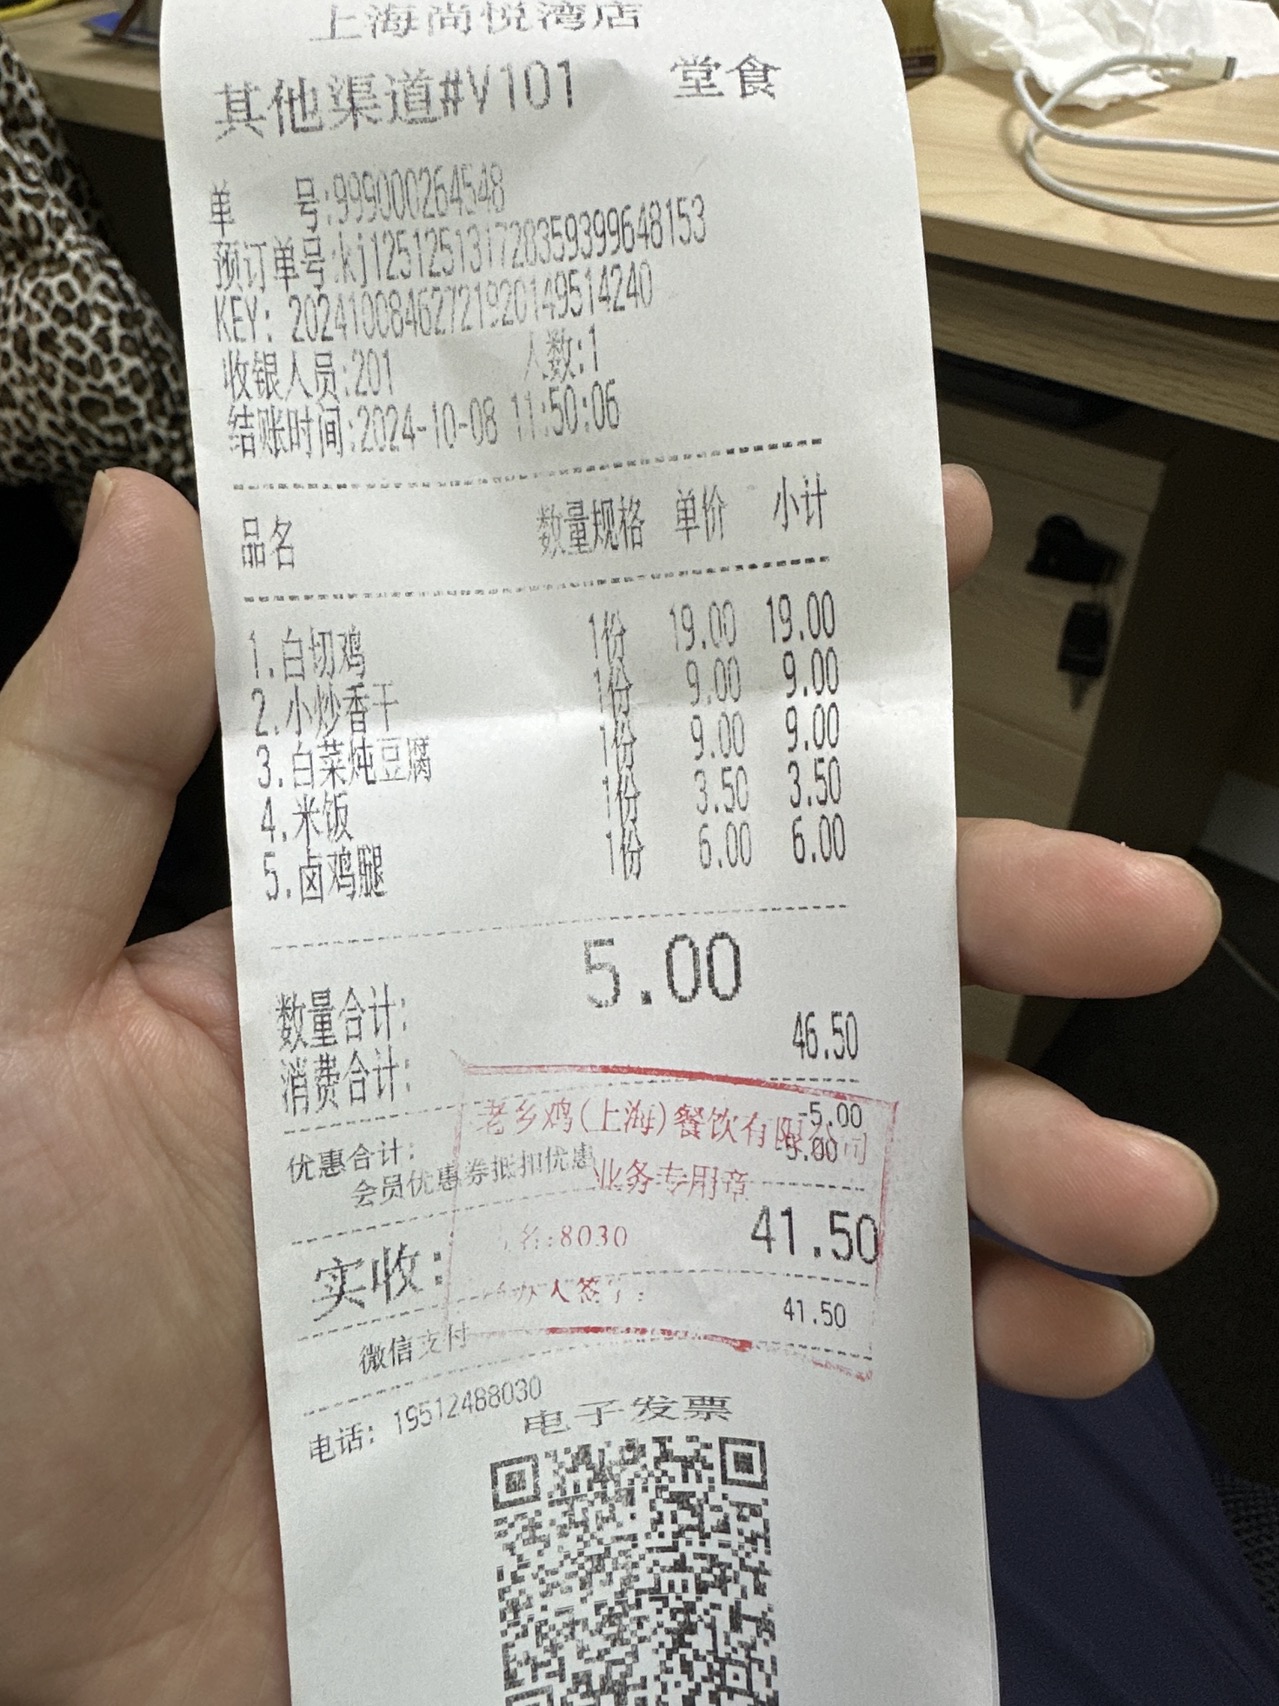 上海尚悦湾店
其他渠道#V101 堂食
单 号:999000264548
预订单号:kj125125131728359399648153
KEY: 2024100846272192014951 4240
收银人员:201 人数:1
结账时间:2024-10-08 11:50:06
品名 数量规格 单价 小计
1.白切鸡 1份 19.00 19.00
2.小炒香干 1份 9.00 9.00
3.白菜炖豆腐 1份 9.00 9.00
4.米饭 1份 3.50 3.50
5.卤鸡腿 1份 6.00 6.00
数量合计: 5.00
消费合计: 46.50
优惠合计: -5.00
会员优惠券抵扣优惠 -5.00
老乡鸡(上海)餐饮有限公司
业务专用章
名:8030
办人签字:
实收: 41.50
微信支付 41.50
电话: 19512488030
电子发票